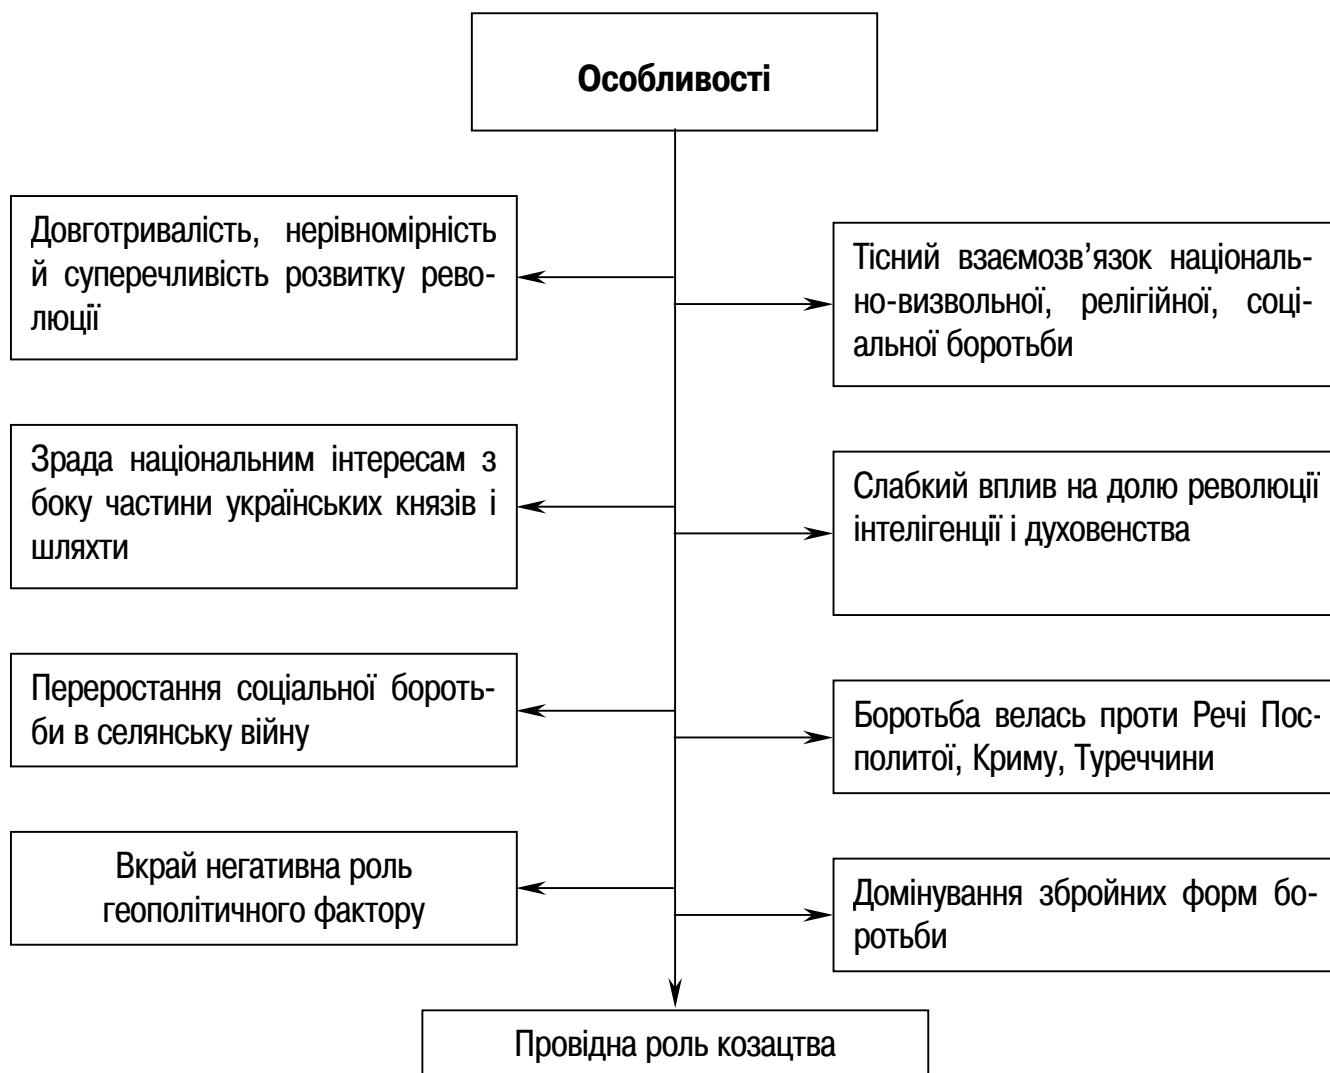 Особливості
Довготривалість, нерівномірність
й суперечливість розвитку рево-
люції
Тісний взаємозв’язок національ-
но-визвольної, релігійної, соці-
альної боротьби
Зрада національним інтересам з
боку частини українських князів і
шляхти
Слабкий вплив на долю революції
інтелігенції і духовенства
Переростання соціальної бороть-
би в селянську війну
Боротьба велась проти Речі Пос-
политої, Криму, Туреччини
Вкрай негативна роль
геополітичного фактору
Домінування збройних форм бо-
ротьби
Провідна роль козацтва